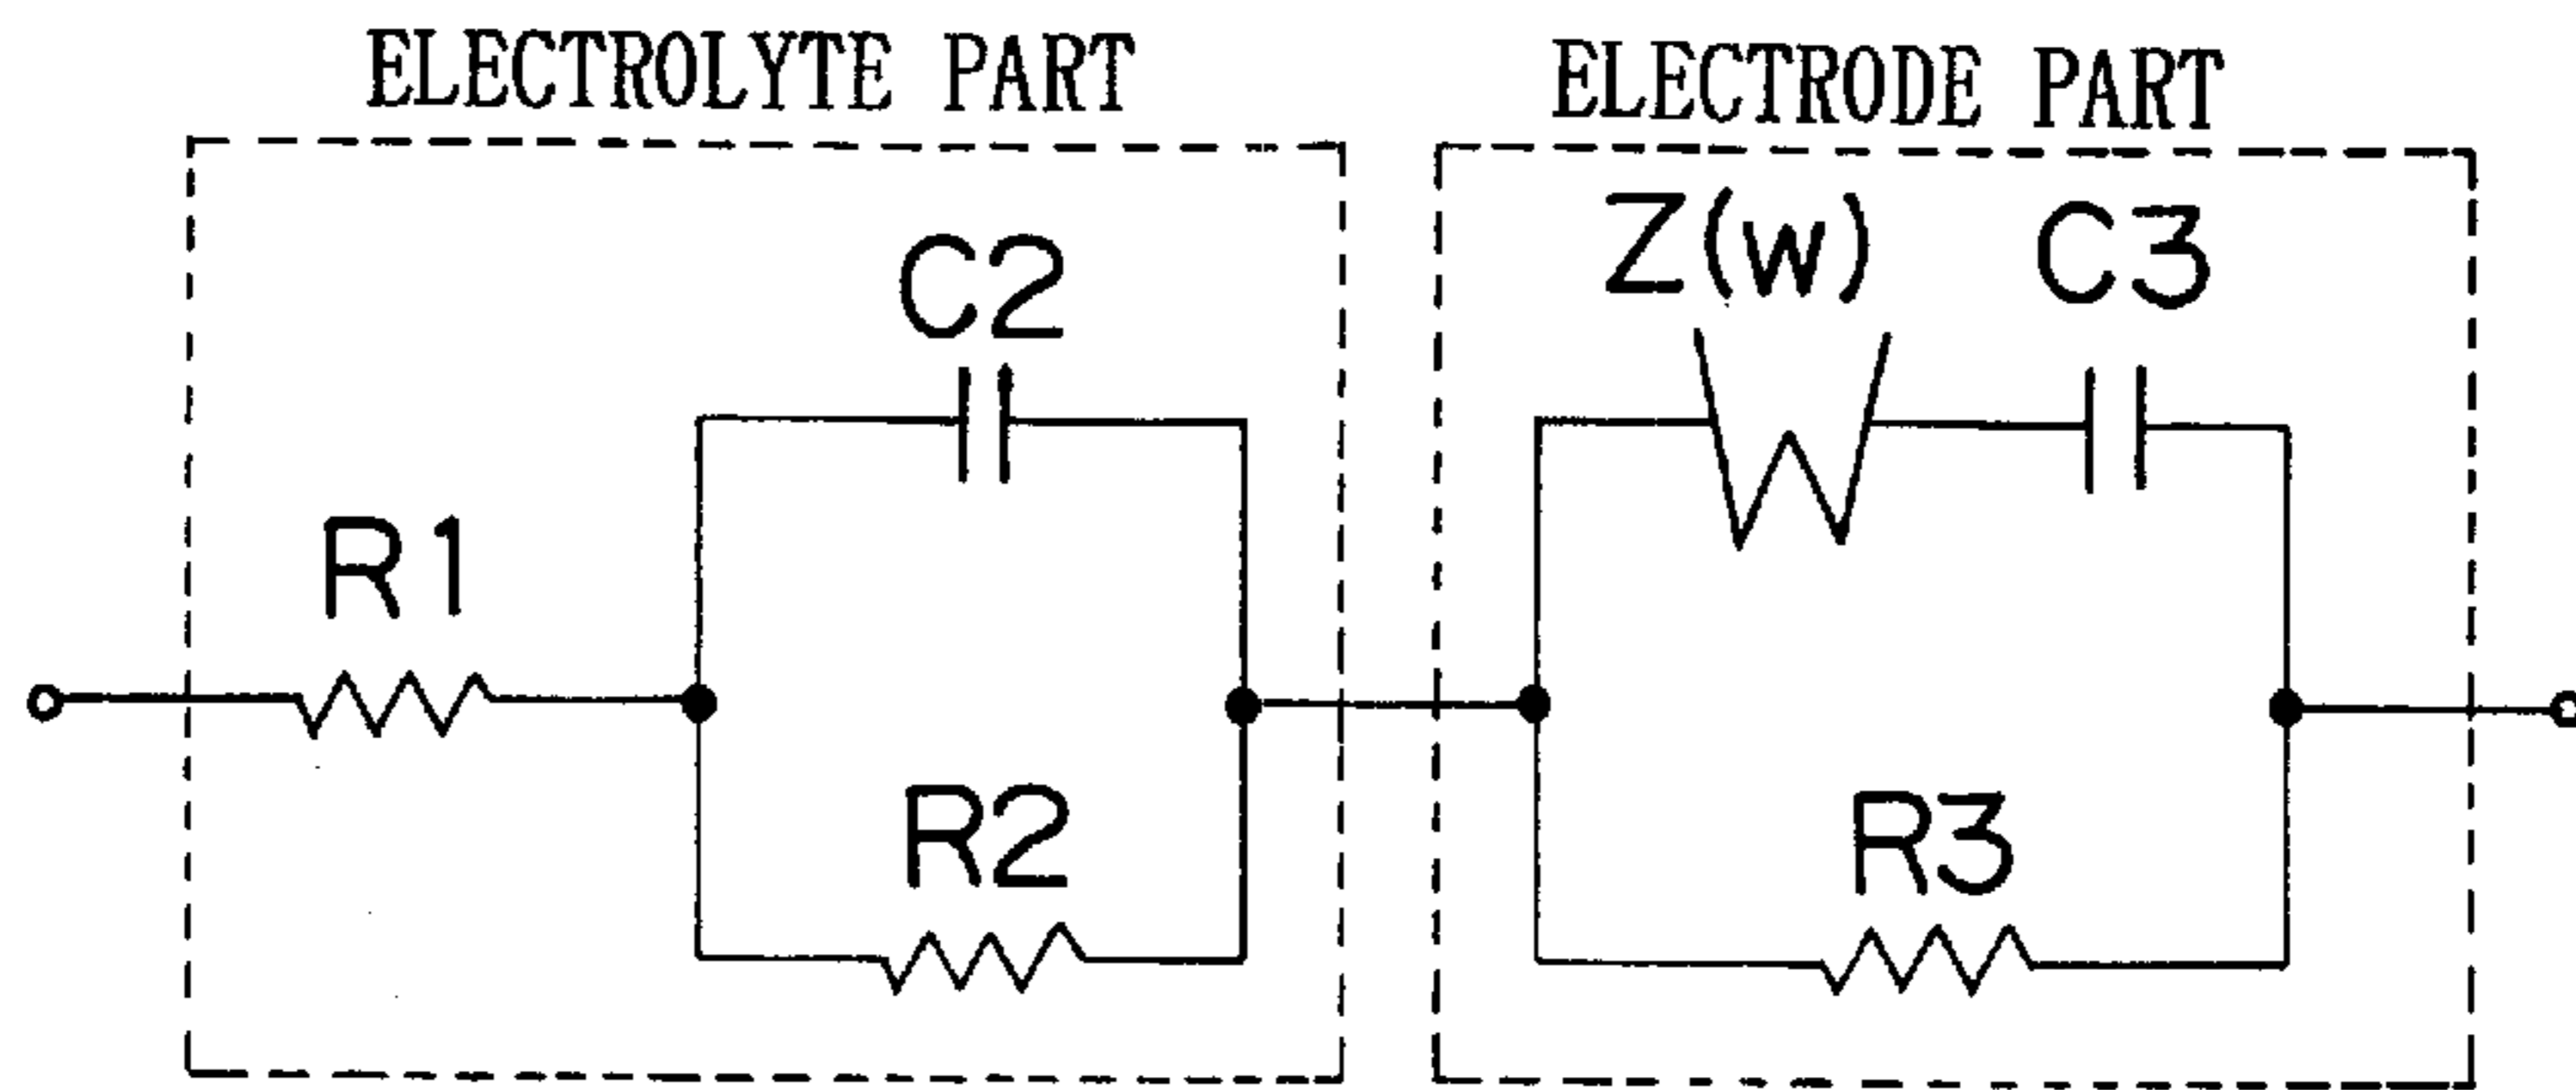 ELECTROLYTE PART
ELECTRODE PART
Z(W)
C3
C2
R1
R2
R3